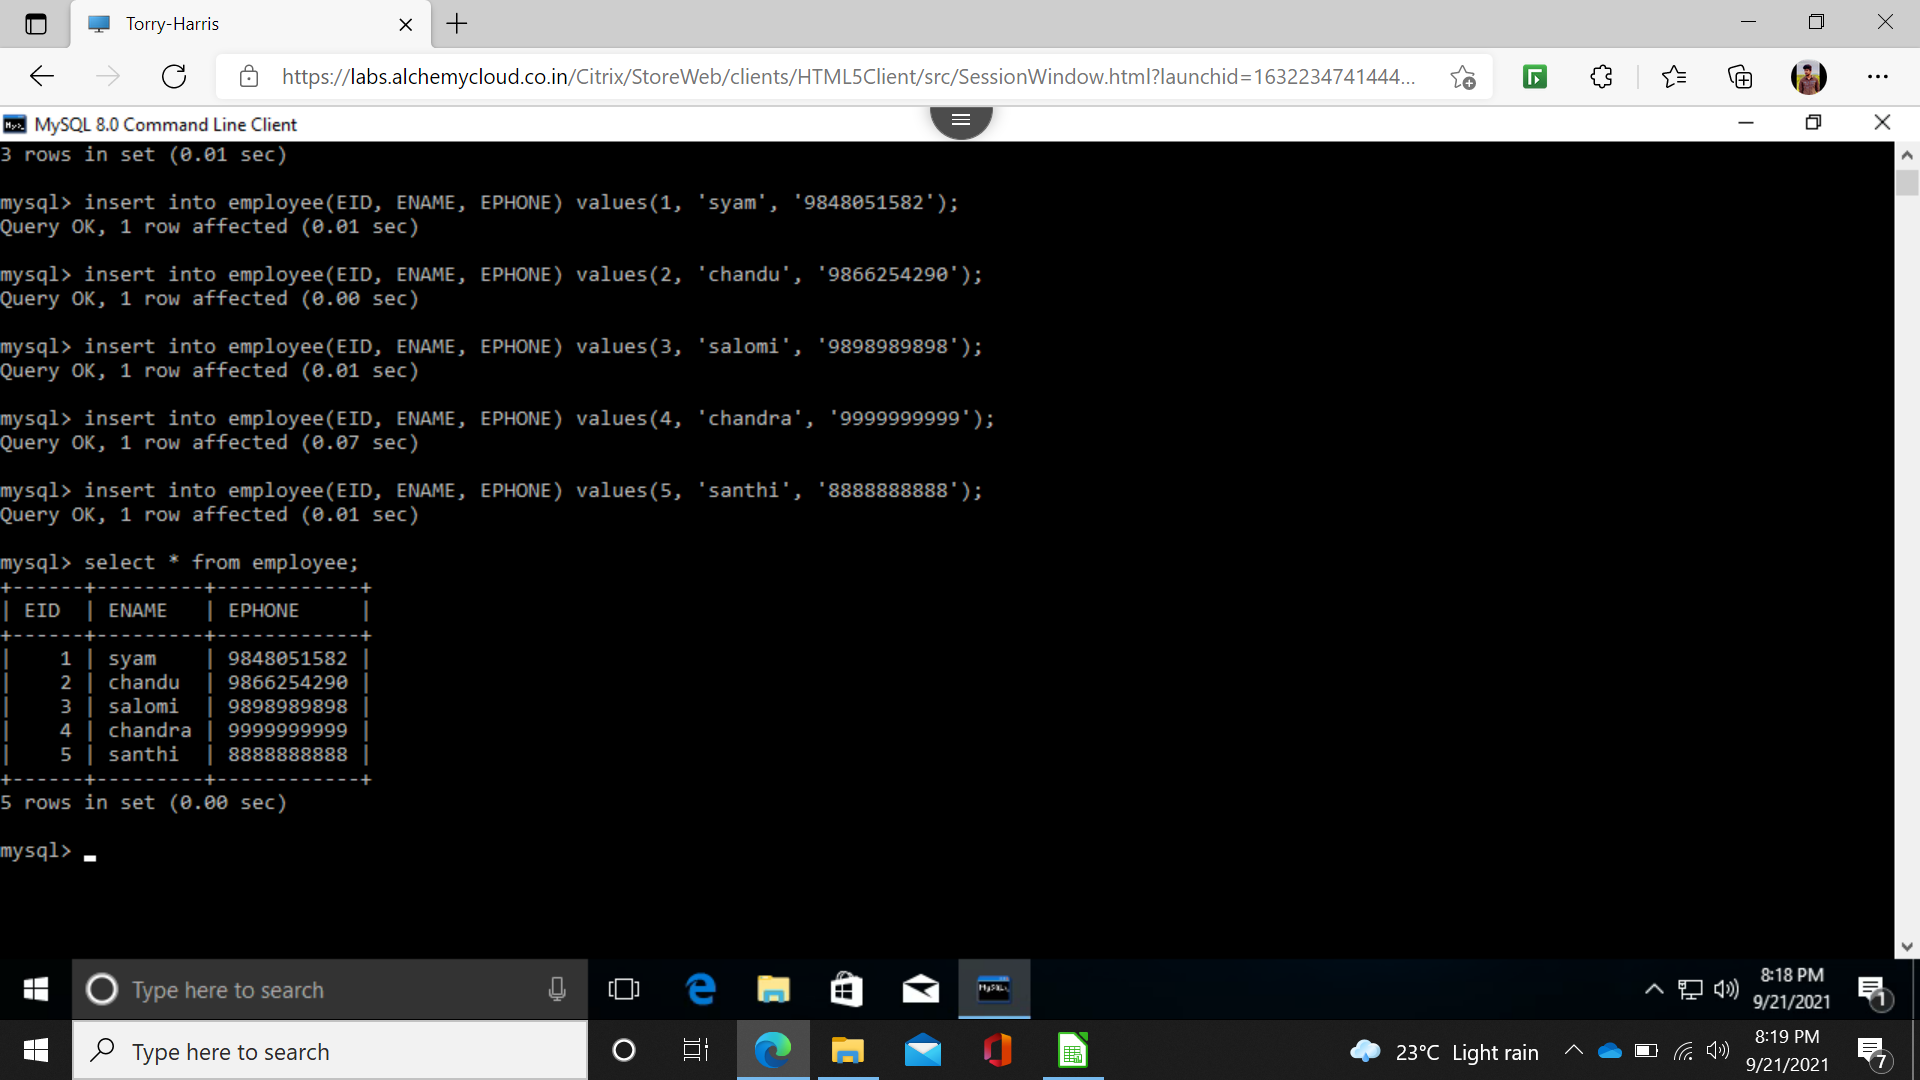 Torry-Harris
https://labs.alchemycloud.co.in/Citrix/StoreWeb/clients/HTML5Client/src/SessionWindow.html?launchid=1632234741444...
MySQL 8.0 Command Line Client
3 rows in set (0.01 sec)
mysql> insert into employee(EID, ENAME, EPHONE) values(1, 'syam', '9848051582');
Query OK, 1 row affected (0.01 sec)
mysql> insert into employee(EID, ENAME, EPHONE) values(2, 'chandu', '9866254290');
Query OK, 1 row affected (0.00 sec)
mysql> insert into employee(EID, ENAME, EPHONE) values(3, 'salomi', '9898989898');
Query OK, 1 row affected (0.01 sec)
mysql> insert into employee(EID, ENAME, EPHONE) values(4, 'chandra', '9999999999');
Query OK, 1 row affected (0.07 sec)
mysql> insert into employee(EID, ENAME, EPHONE) values(5, 'santhi', '8888888888');
Query OK, 1 row affected (0.01 sec)
mysql> select * from employee;
+------+---------+------------+
| EID  | ENAME   | EPHONE     |
+------+---------+------------+
|    1 | syam    | 9848051582 |
|    2 | chandu  | 9866254290 |
|    3 | salomi  | 9898989898 |
|    4 | chandra | 9999999999 |
|    5 | santhi  | 8888888888 |
+------+---------+------------+
5 rows in set (0.00 sec)
mysql>
Type here to search
8:18 PM
9/21/2021
1
Type here to search
23°C Light rain
8:19 PM
9/21/2021
7